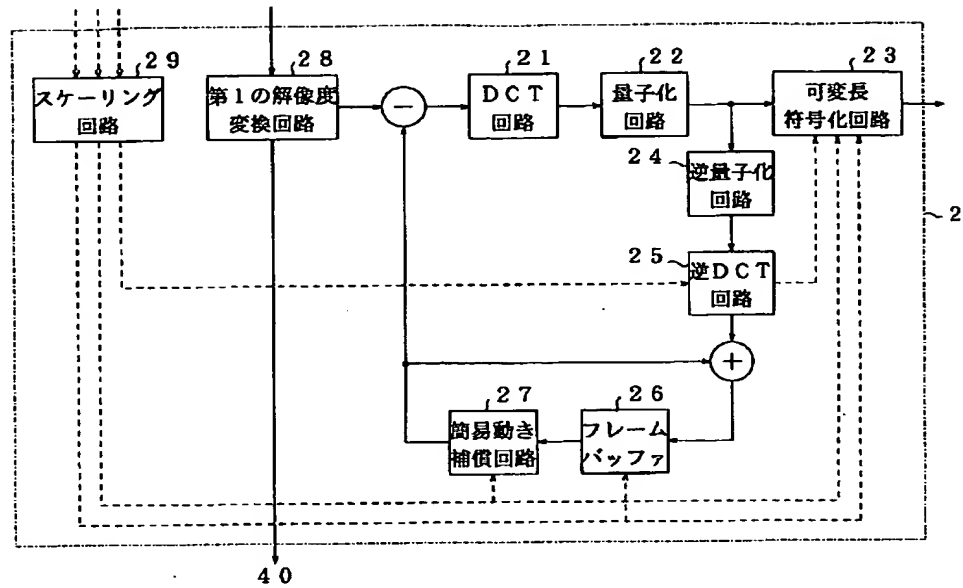 29
スケーリング
回路
28
第1の解像度
変換回路
−
21
DCT
回路
22
量子化
回路
23
可変長
符号化回路
24
逆量子化
回路
2
25
逆DCT
回路
+
27
簡易動き
補償回路
26
フレーム
バッファ
40